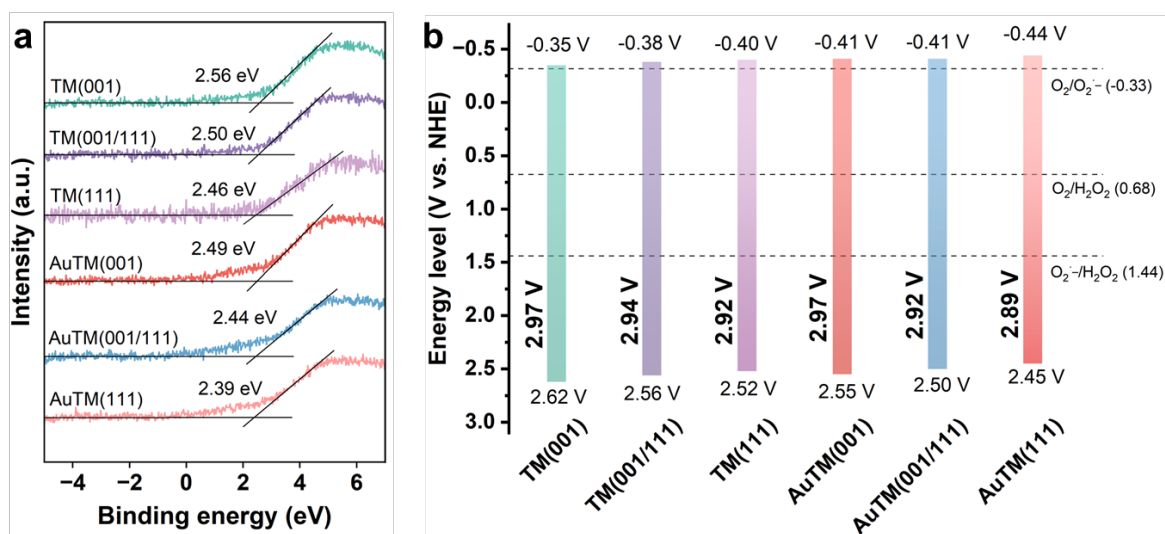 a
TM(001)
2.56 eV
TM(001/111)
2.50 eV
TM(111)
2.46 eV
AuTM(001)
2.49 eV
AuTM(001/111)
2.44 eV
AuTM(111)
2.39 eV
Intensity (a.u.)
−4 −2 0 2 4 6
Binding energy (eV)
b
-0.35 V -0.38 V -0.40 V -0.41 V -0.41 V -0.44 V
Energy level (V vs. NHE)
−0.5
0.0
0.5
1.0
1.5
2.0
2.5
3.0
O₂/O₂˙− (-0.33)
O₂/H₂O₂ (0.68)
O₂˙−/H₂O₂ (1.44)
2.97 V 2.94 V 2.92 V 2.97 V 2.92 V 2.89 V
2.62 V 2.56 V 2.52 V 2.55 V 2.50 V 2.45 V
TM(001) TM(001/111) TM(111) AuTM(001) AuTM(001/111) AuTM(111)